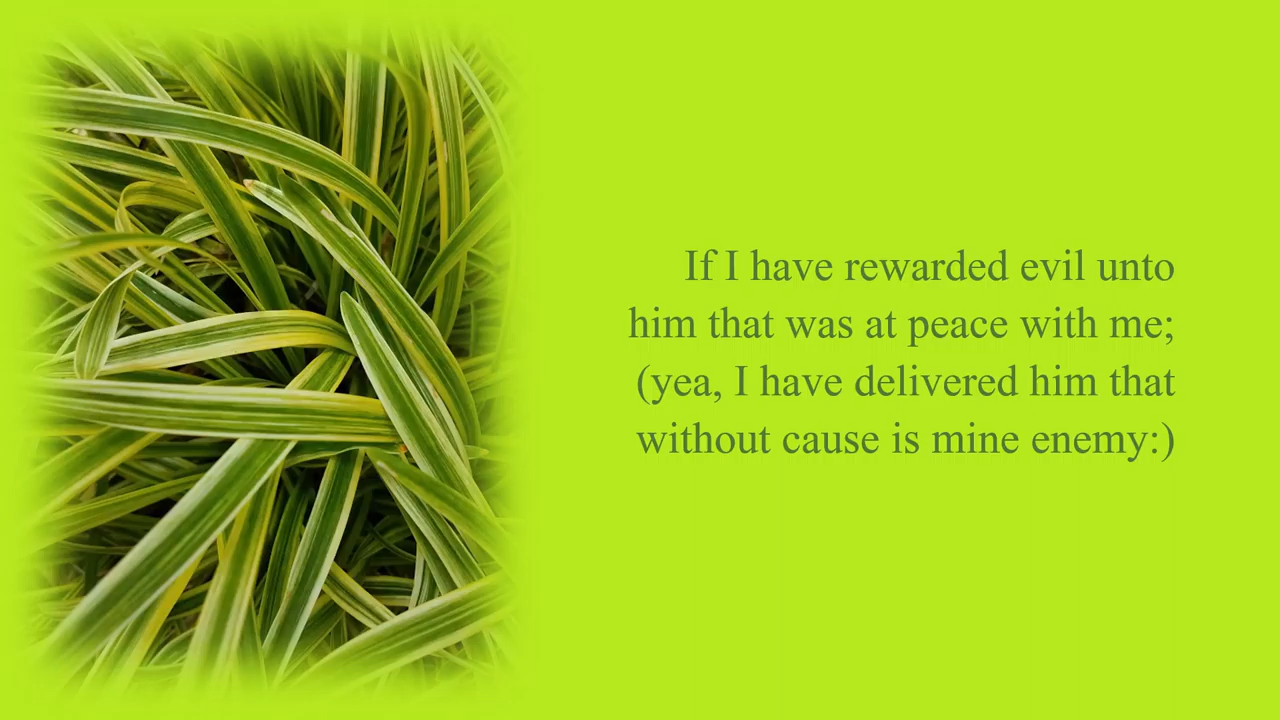 If I have rewarded evil unto
him that was at peace with me;
(yea, I have delivered him that
without cause is mine enemy:)